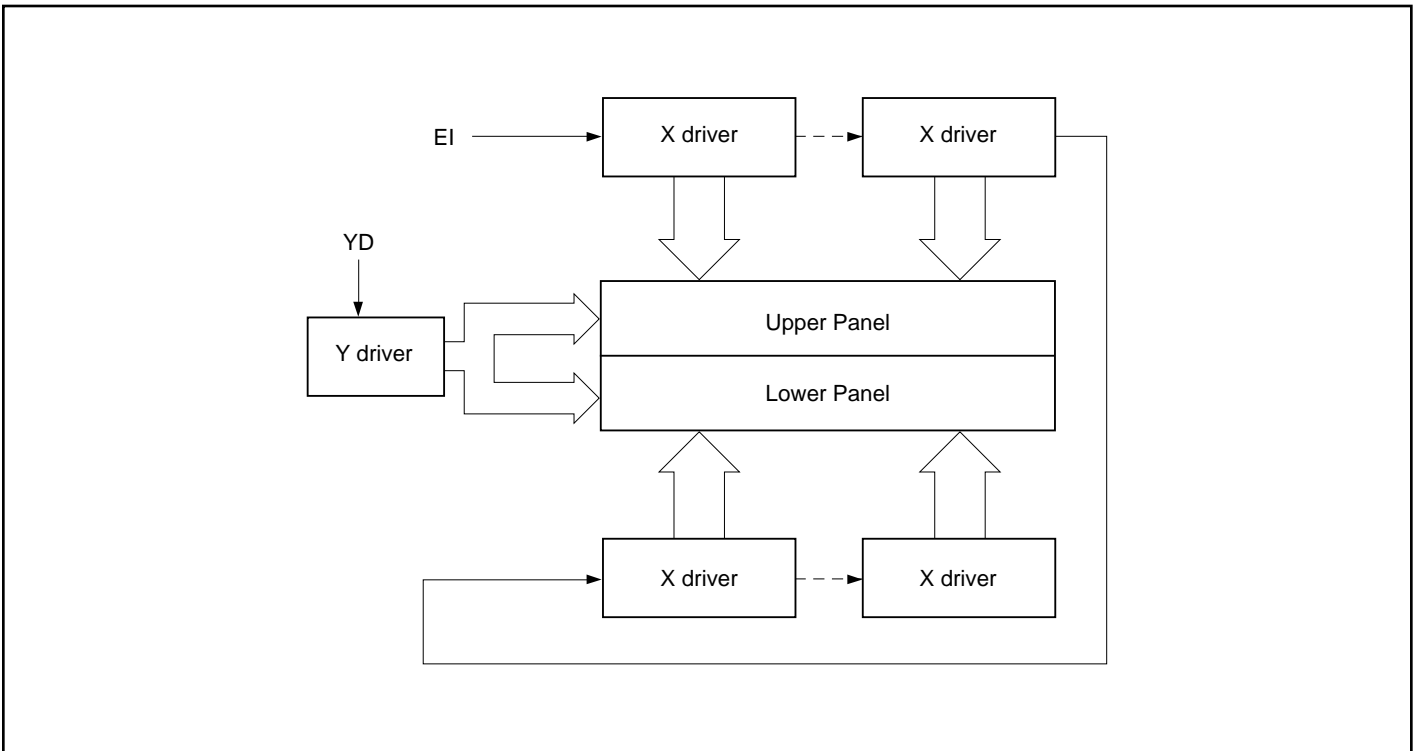 EI
X driver
X driver
YD
Y driver
Upper Panel
Lower Panel
X driver
X driver